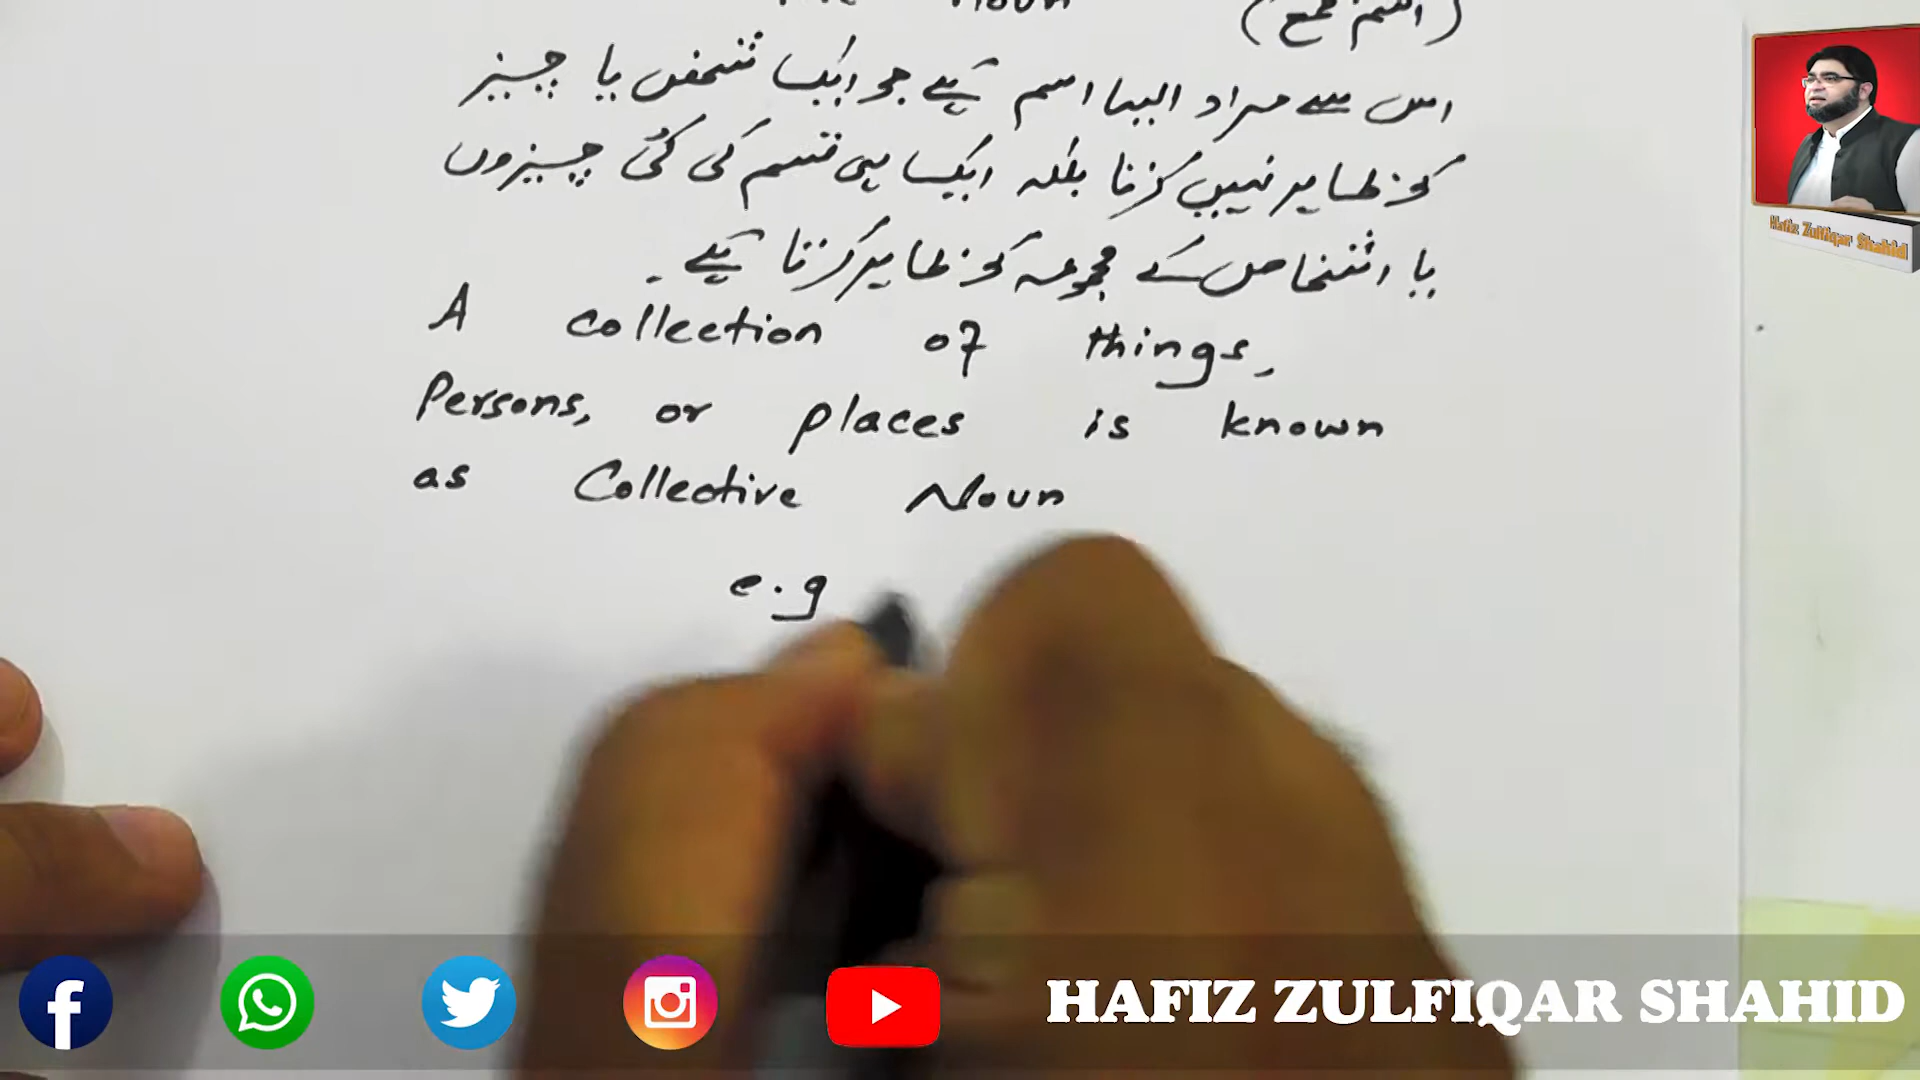 Noun (اسم جمع)
اس سے مراد ایسا اسم ہے جو ایک شخص یا چیز
کو ظاہر نہیں کرتا بلکہ ایک ہی قسم کی کئی چیزوں
یا اشخاص کے مجموعہ کو ظاہر کرتا ہے۔
A collection of things,
Persons, or places is known
as Collective Noun
e.g
Hafiz Zulfiqar Shahid
HAFIZ ZULFIQAR SHAHID